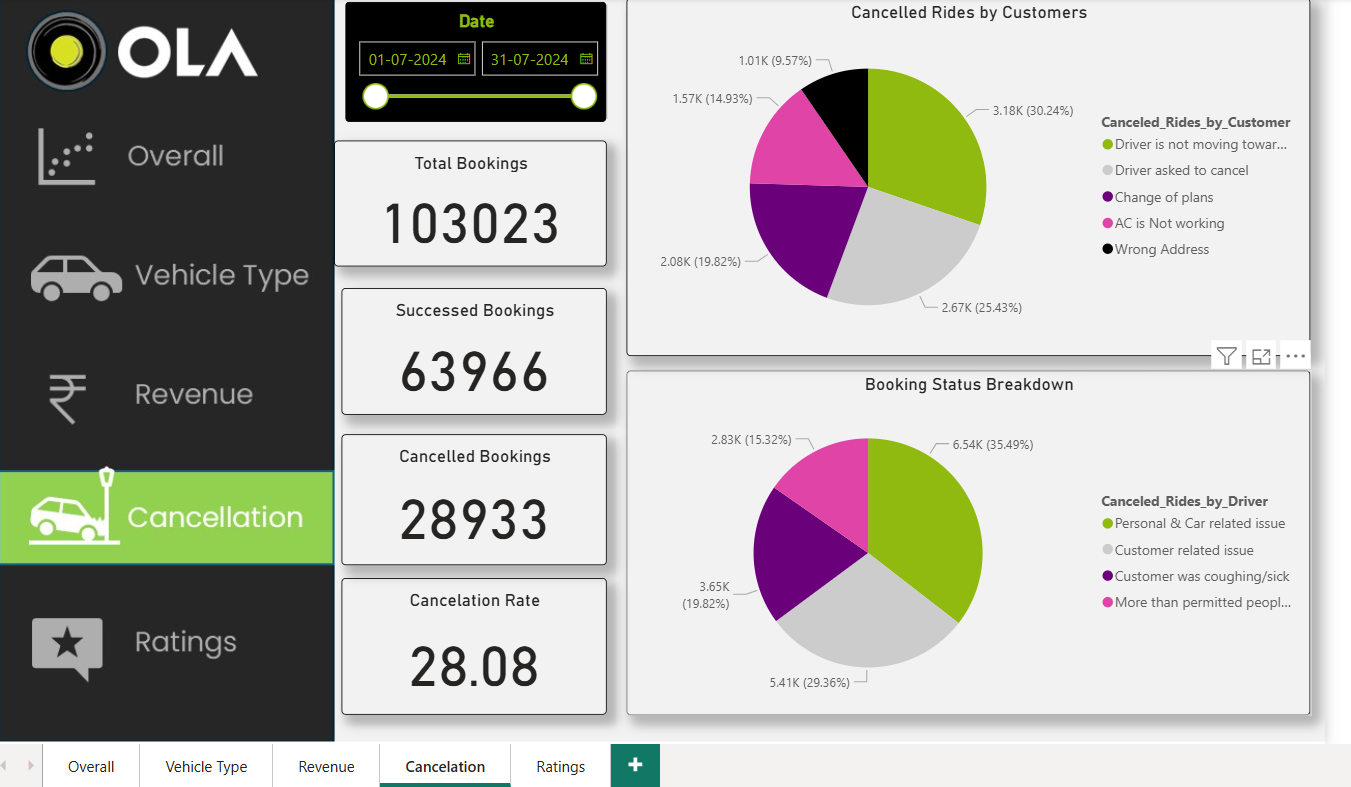 OLA
Overall
Vehicle Type
Revenue
Cancellation
Ratings
Date
01-07-2024
31-07-2024
Total Bookings
103023
Successed Bookings
63966
Cancelled Bookings
28933
Cancelation Rate
28.08
Cancelled Rides by Customers
1.01K (9.57%)
1.57K (14.93%)
3.18K (30.24%)
2.08K (19.82%)
2.67K (25.43%)
Canceled_Rides_by_Customer
Driver is not moving towar...
Driver asked to cancel
Change of plans
AC is Not working
Wrong Address
Booking Status Breakdown
2.83K (15.32%)
6.54K (35.49%)
3.65K
(19.82%)
5.41K (29.36%)
Canceled_Rides_by_Driver
Personal & Car related issue
Customer related issue
Customer was coughing/sick
More than permitted peopl...
Overall
Vehicle Type
Revenue
Cancelation
Ratings